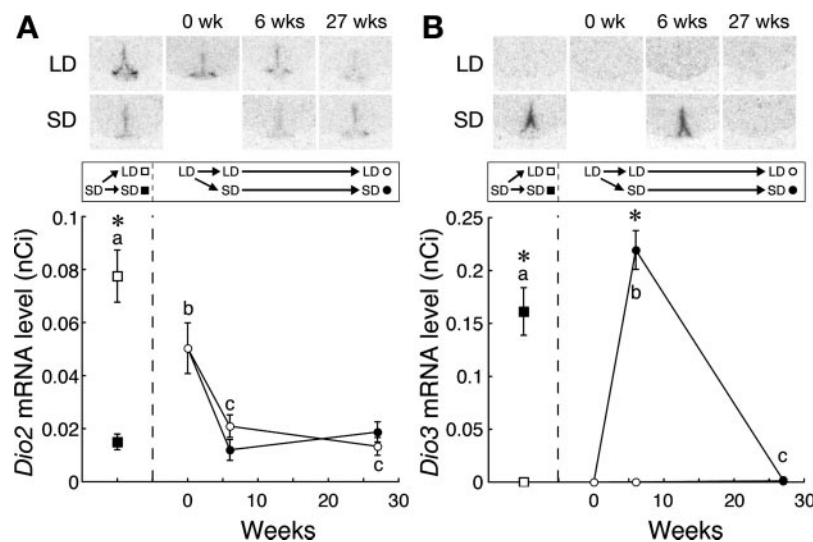 A 0 wk 6 wks 27 wks B 0 wk 6 wks 27 wks
LD LD
SD SD
LD □ LD → LD → LD ○ LD □ LD → LD → LD ○
SD → SD ■ SD → SD ● SD → SD ■ SD → SD ●
Dio2 mRNA level (nCi)
0.1
0.08
0.06
0.04
0.02
0
* a
b
c
c
0 10 20 30
Weeks
Dio3 mRNA level (nCi)
0.25
0.2
0.15
0.1
0.05
0
* a
*
b
c
0 10 20 30
Weeks